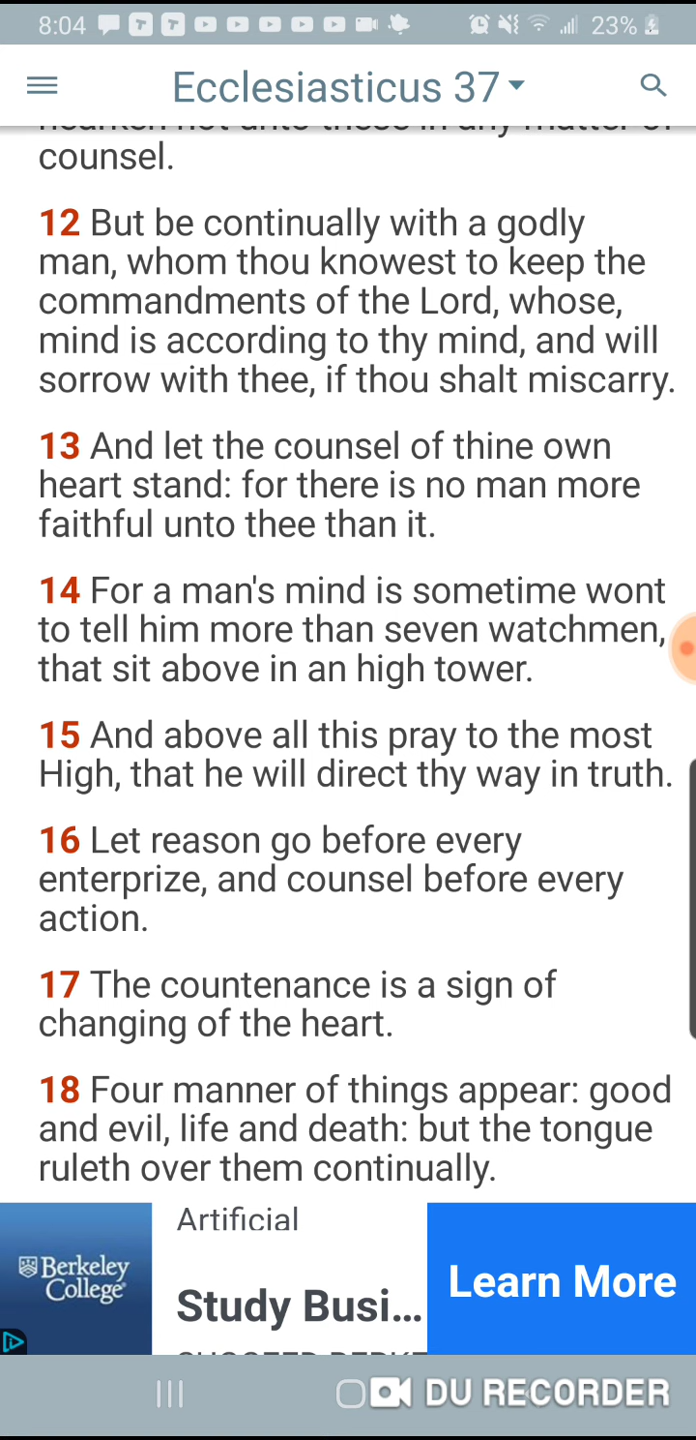 8:04 23%
Ecclesiasticus 37
counsel.
12 But be continually with a godly
man, whom thou knowest to keep the
commandments of the Lord, whose,
mind is according to thy mind, and will
sorrow with thee, if thou shalt miscarry.
13 And let the counsel of thine own
heart stand: for there is no man more
faithful unto thee than it.
14 For a man's mind is sometime wont
to tell him more than seven watchmen,
that sit above in an high tower.
15 And above all this pray to the most
High, that he will direct thy way in truth.
16 Let reason go before every
enterprize, and counsel before every
action.
17 The countenance is a sign of
changing of the heart.
18 Four manner of things appear: good
and evil, life and death: but the tongue
ruleth over them continually.
Berkeley
College
Artificial
Study Busi...
Learn More
DU RECORDER